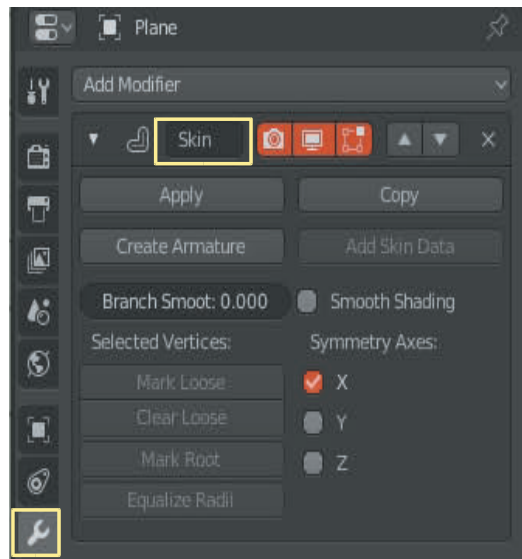 Plane
Add Modifier
Skin
Apply Copy
Create Armature Add Skin Data
Branch Smoot: 0.000 Smooth Shading
Selected Vertices: Symmetry Axes:
Mark Loose X
Clear Loose Y
Mark Root Z
Equalize Radii